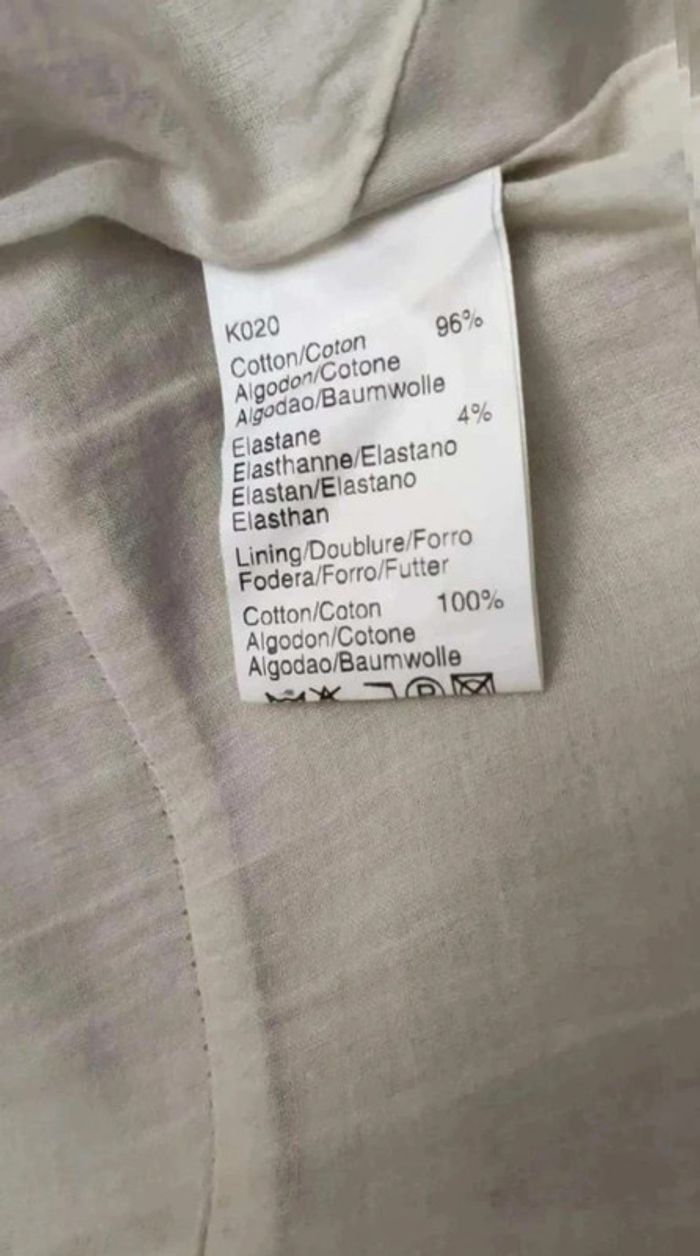 K020
Cotton/Coton 96%
Algodon/Cotone
Algodao/Baumwolle
Elastane 4%
Elasthanne/Elastano
Elastan/Elastano
Elasthan
Lining/Doublure/Forro
Fodera/Forro/Futter
Cotton/Coton 100%
Algodon/Cotone
Algodao/Baumwolle
P